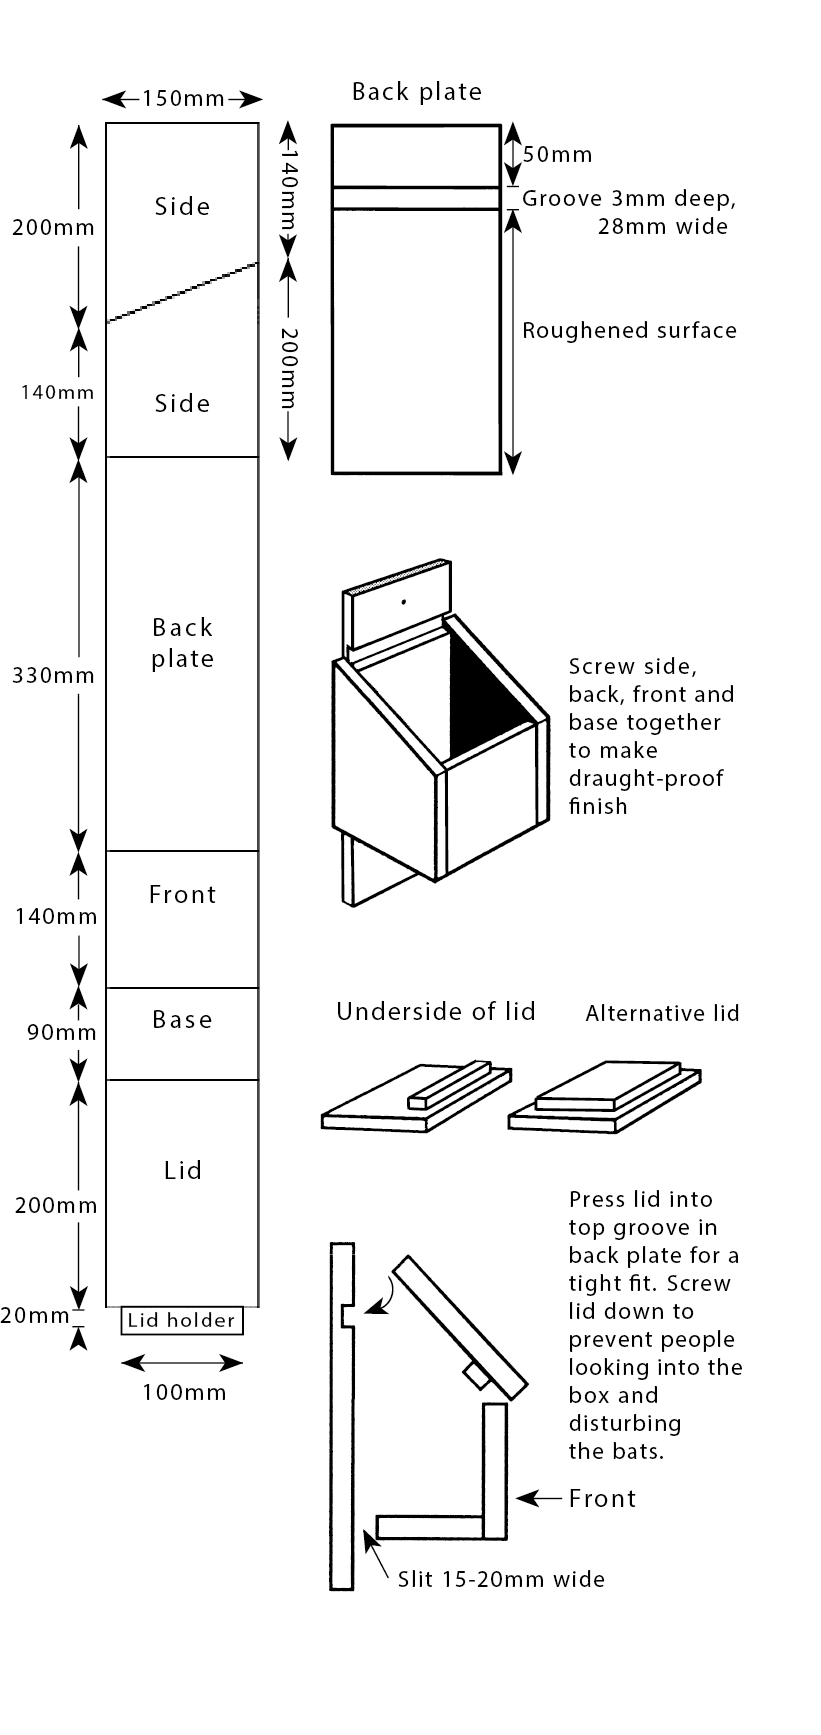 150mm
Side
200mm
140mm
Side
140mm
200mm
Back
plate
330mm
Front
140mm
Base
90mm
Lid
200mm
20mm
Lid holder
100mm
Back plate
50mm
Groove 3mm deep,
28mm wide
Roughened surface
Screw side,
back, front and
base together
to make
draught-proof
finish
Underside of lid
Alternative lid
Press lid into
top groove in
back plate for a
tight fit. Screw
lid down to
prevent people
looking into the
box and
disturbing
the bats.
Front
Slit 15-20mm wide